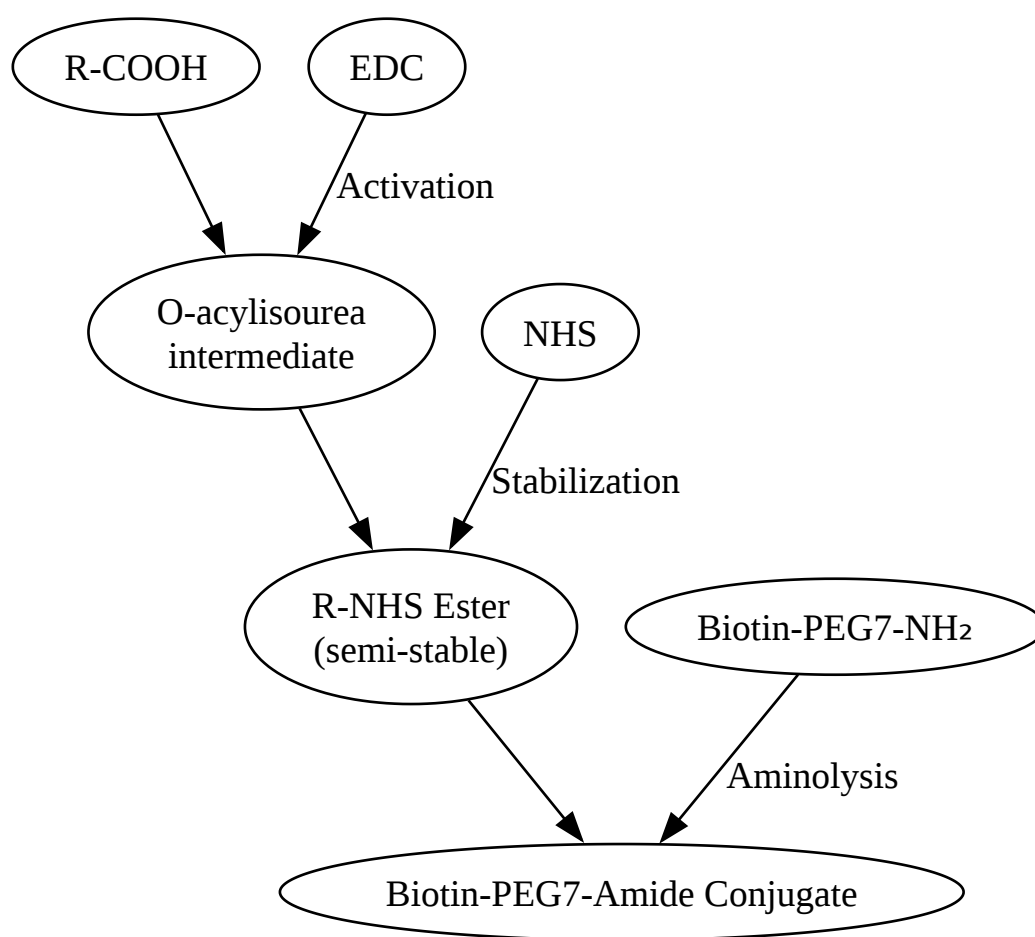 R-COOH
EDC
Activation
O-acylisourea
intermediate
NHS
Stabilization
R-NHS Ester
(semi-stable)
Biotin-PEG7-NH₂
Aminolysis
Biotin-PEG7-Amide Conjugate